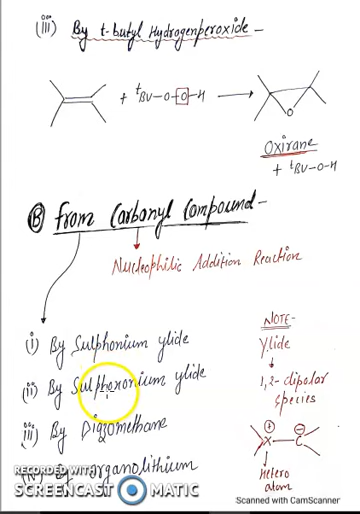 (iii) By t-butyl Hydrogenperoxide -
+ tBu-O-O-H
O
Oxirane
+ tBu-O-H
(B) from Carbonyl Compound-
Nucleophilic Addition Reaction
(i) By Sulphonium ylide
(ii) By Sulphoxonium ylide
(iii) By Diazomethane
organolithium
NOTE-
Ylide
1,2-dipolar
species
X - C
Hetero
atom
RECORDED WITH
SCREENCAST MATIC
Scanned with CamScanner